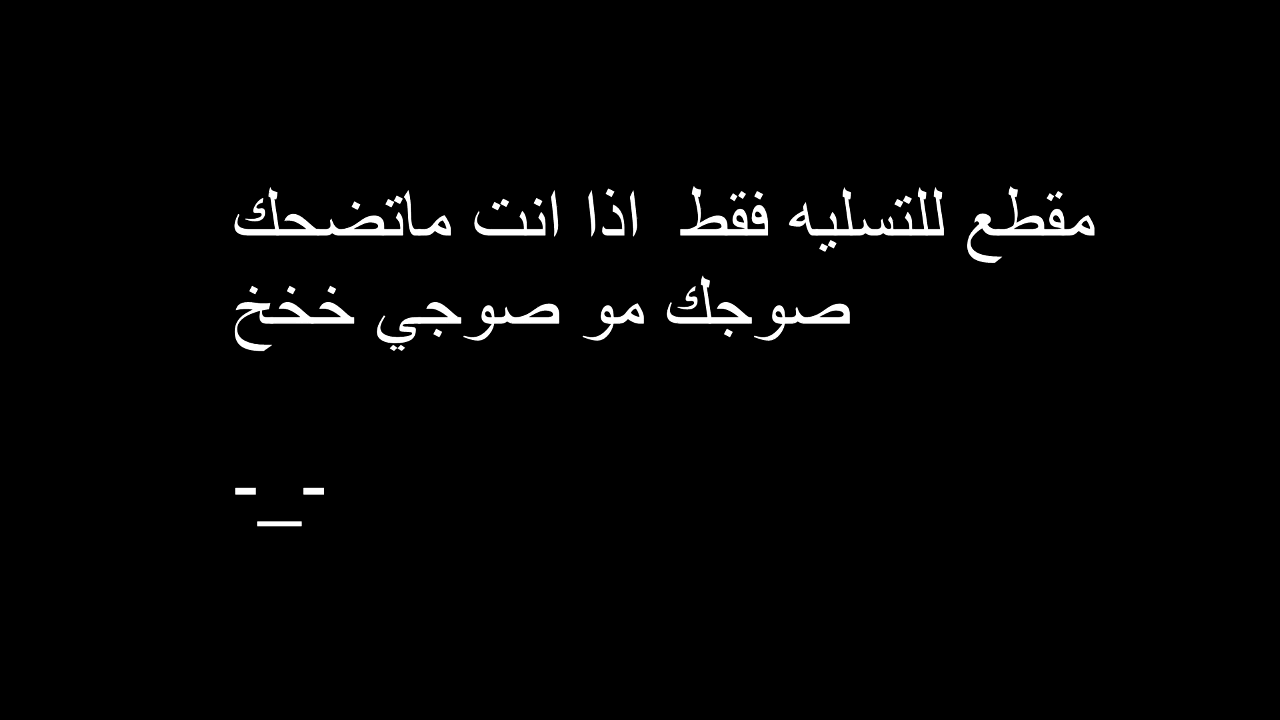 مقطع للتسليه فقط اذا انت ماتضحك
صوجك مو صوجي خخخ
-_-